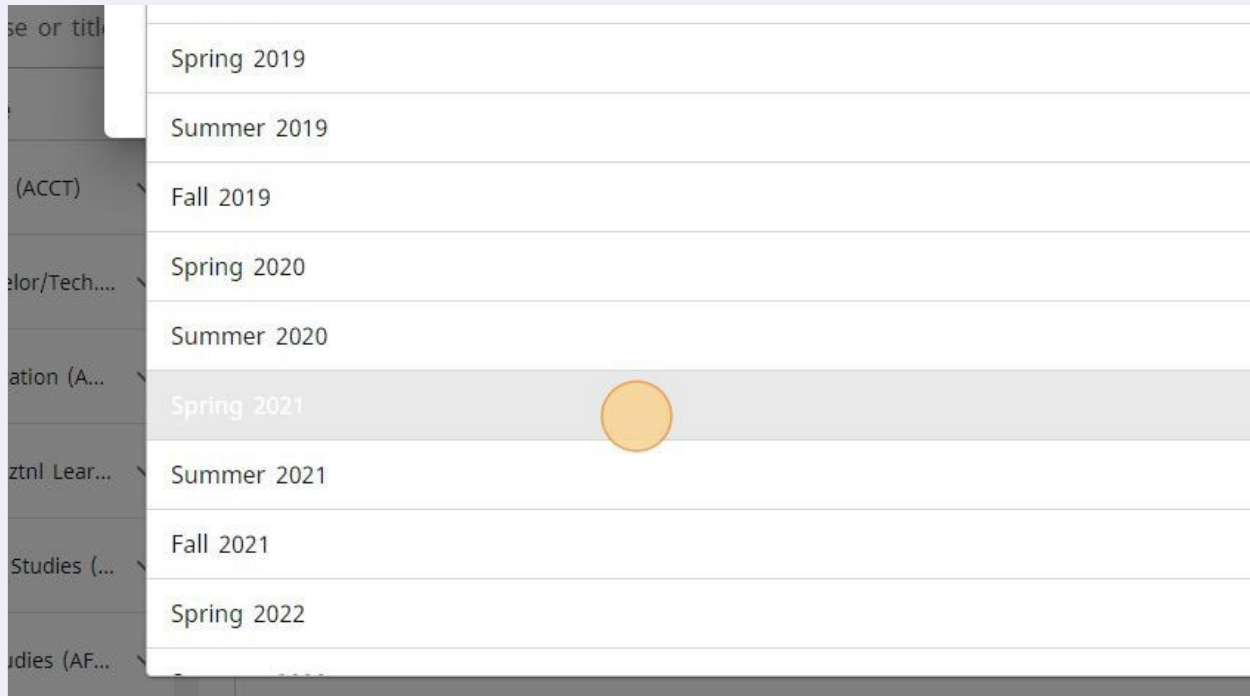 se or titl
Spring 2019
Summer 2019
(ACCT)
Fall 2019
elor/Tech....
Spring 2020
Summer 2020
ation (A...
Spring 2021
ztnl Lear...
Summer 2021
Studies (...
Fall 2021
Spring 2022
udies (AF...